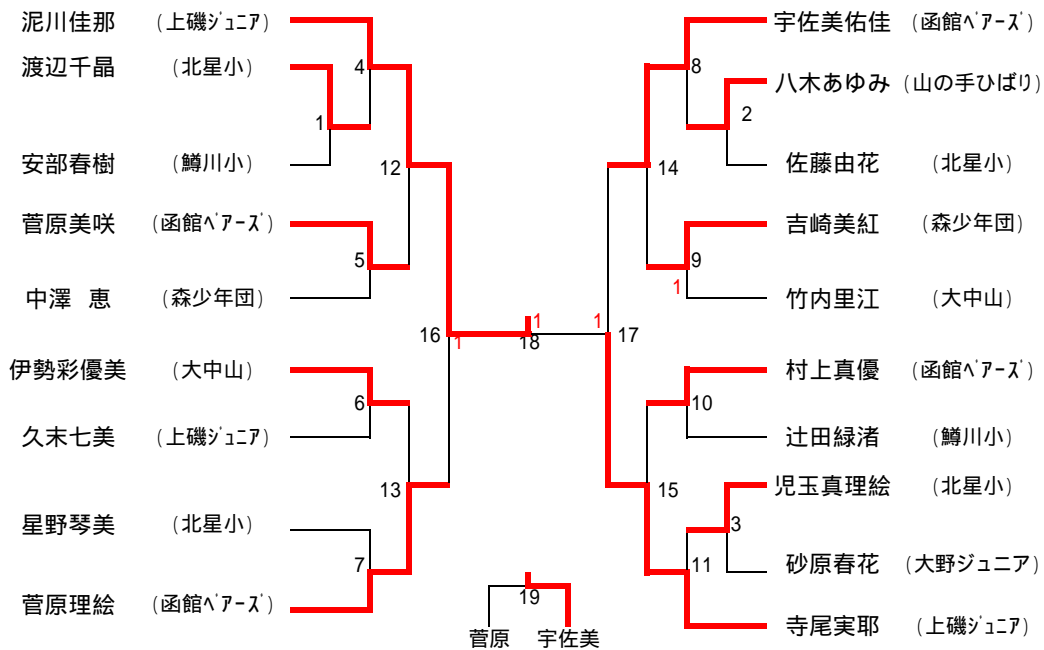 泥川佳那 (上磯ｼﾞｭﾆｱ)
渡辺千晶 (北星小)
安部春樹 (鱒川小)
菅原美咲 (函館ﾍﾞｱｰｽﾞ)
中澤 恵 (森少年団)
伊勢彩優美 (大中山)
久末七美 (上磯ｼﾞｭﾆｱ)
星野琴美 (北星小)
菅原理絵 (函館ﾍﾞｱｰｽﾞ)
4
1
12
5
16
1
6
13
7
1
18
19
菅原 宇佐美
1
17
8
2
14
9
1
10
15
3
11
宇佐美佑佳 (函館ﾍﾞｱｰｽﾞ)
八木あゆみ (山の手ひばり)
佐藤由花 (北星小)
吉崎美紅 (森少年団)
竹内里江 (大中山)
村上真優 (函館ﾍﾞｱｰｽﾞ)
辻田緑渚 (鱒川小)
児玉真理絵 (北星小)
砂原春花 (大野ジュニア)
寺尾実耶 (上磯ｼﾞｭﾆｱ)